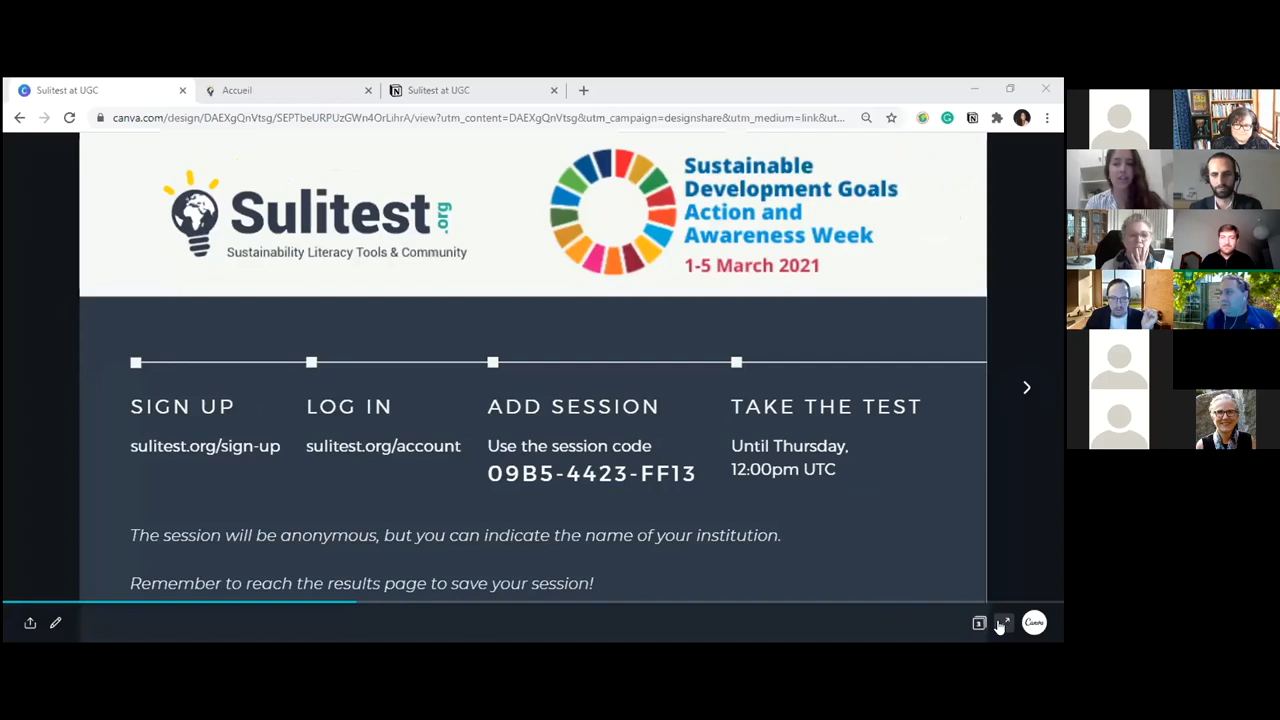 Sulitest at UGC
Accueil
Sulitest at UGC
canva.com/design/DAEXgQnVtsg/SEPTbeURPUzGWn4OrLihrA/view?utm_content=DAEXgQnVtsg&utm_campaign=designshare&utm_medium=link&ut...
Sulitest.org
Sustainability Literacy Tools & Community
Sustainable
Development Goals
Action and
Awareness Week
1-5 March 2021
SIGN UP
sulitest.org/sign-up
LOG IN
sulitest.org/account
ADD SESSION
Use the session code
09B5-4423-FF13
TAKE THE TEST
Until Thursday,
12:00pm UTC
The session will be anonymous, but you can indicate the name of your institution.
Remember to reach the results page to save your session!
3
Canva